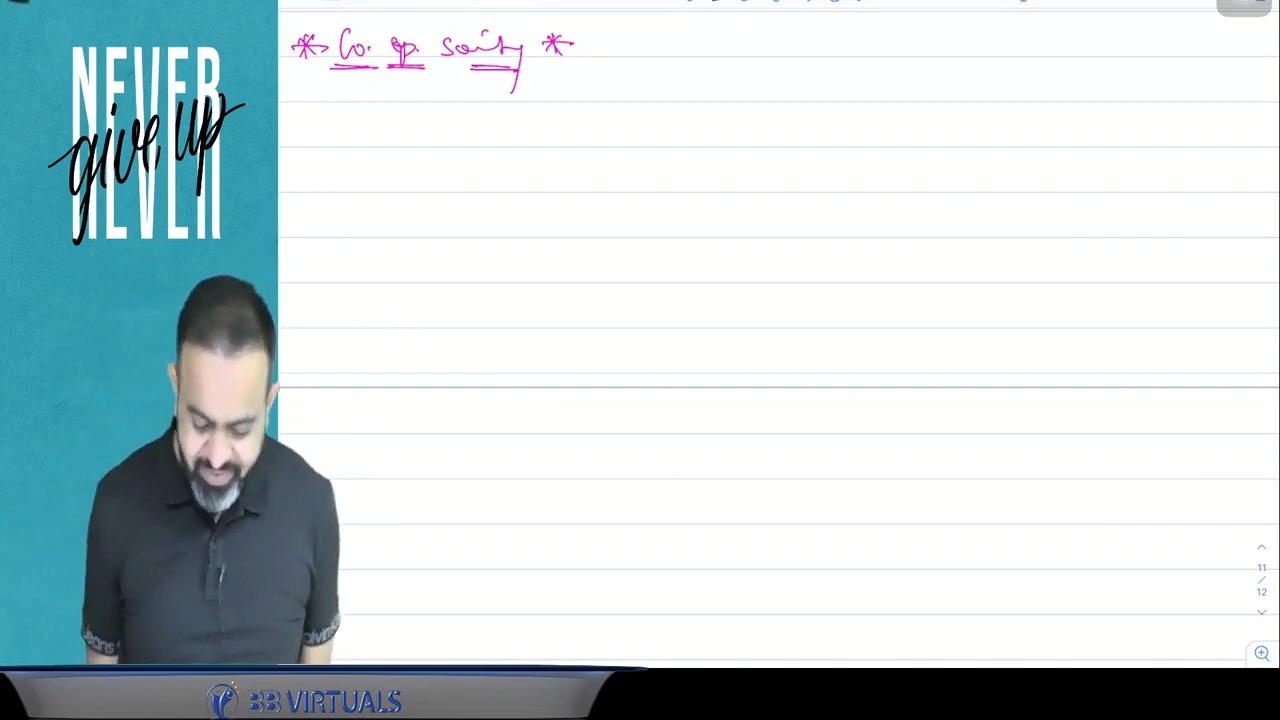 * Co. op. society *
NEVER
give up
NEVER
11
/
12
BB VIRTUALS